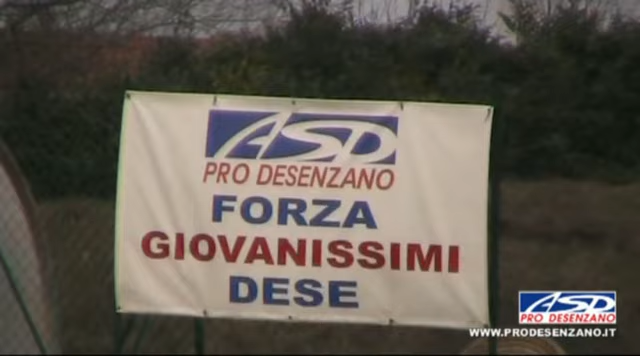 ASD
PRO DESENZANO
FORZA
GIOVANISSIMI
DESE
ASD
PRO DESENZANO
WWW.PRODESENZANO.IT